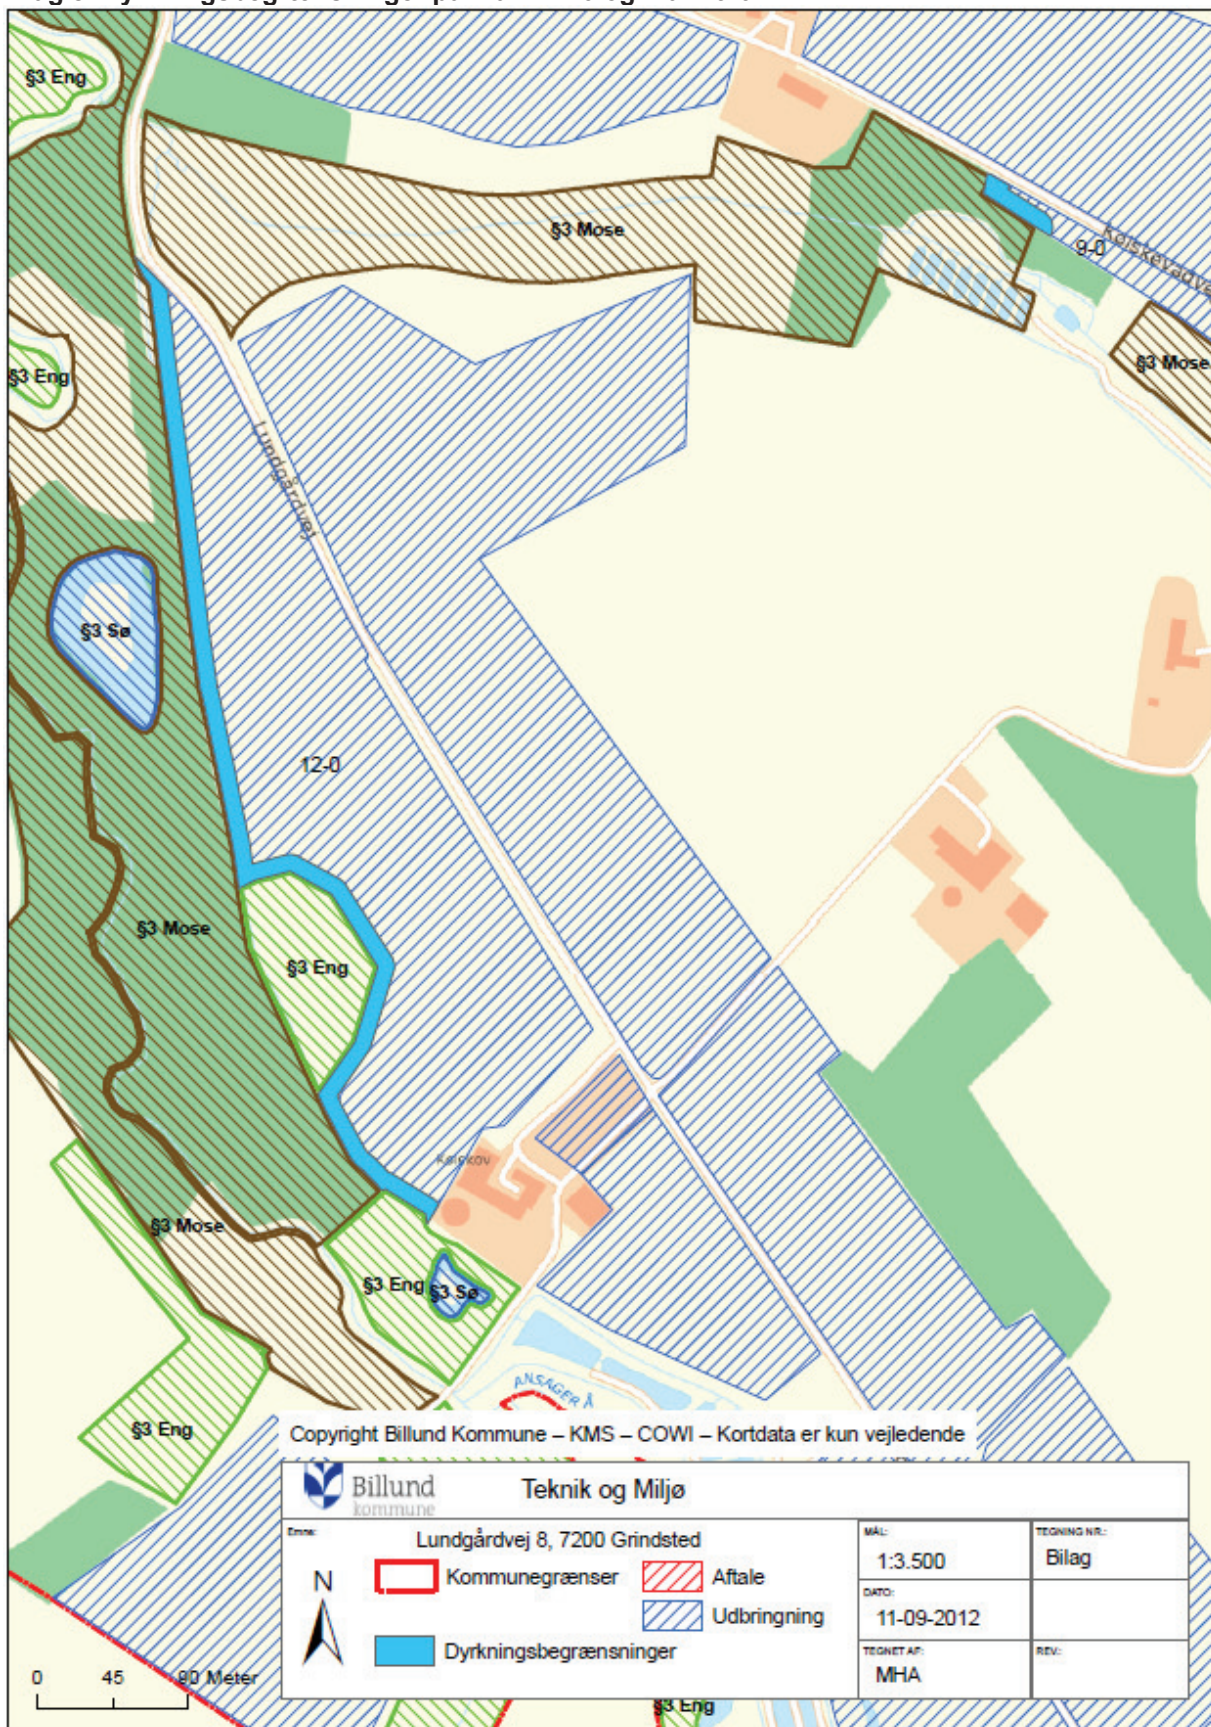 §3 Eng
§3 Mose
9-0
Kølskevadvej
§3 Mose
§3 Eng
Lundgårdvej
§3 Sø
12-0
§3 Mose
§3 Eng
Kølskov
§3 Mose
§3 Eng
§3 Sø
ANSAGER Å
§3 Eng
Copyright Billund Kommune – KMS – COWI – Kortdata er kun vejledende
Billund
kommune
Teknik og Miljø
Emne:
Lundgårdvej 8, 7200 Grindsted
N
Kommunegrænser
Aftale
Udbringning
Dyrkningsbegrænsninger
MÅL:
1:3.500
TEGNING NR.:
Bilag
DATO:
11-09-2012
TEGNET AF:
MHA
REV.:
0 45 90 Meter
§3 Eng